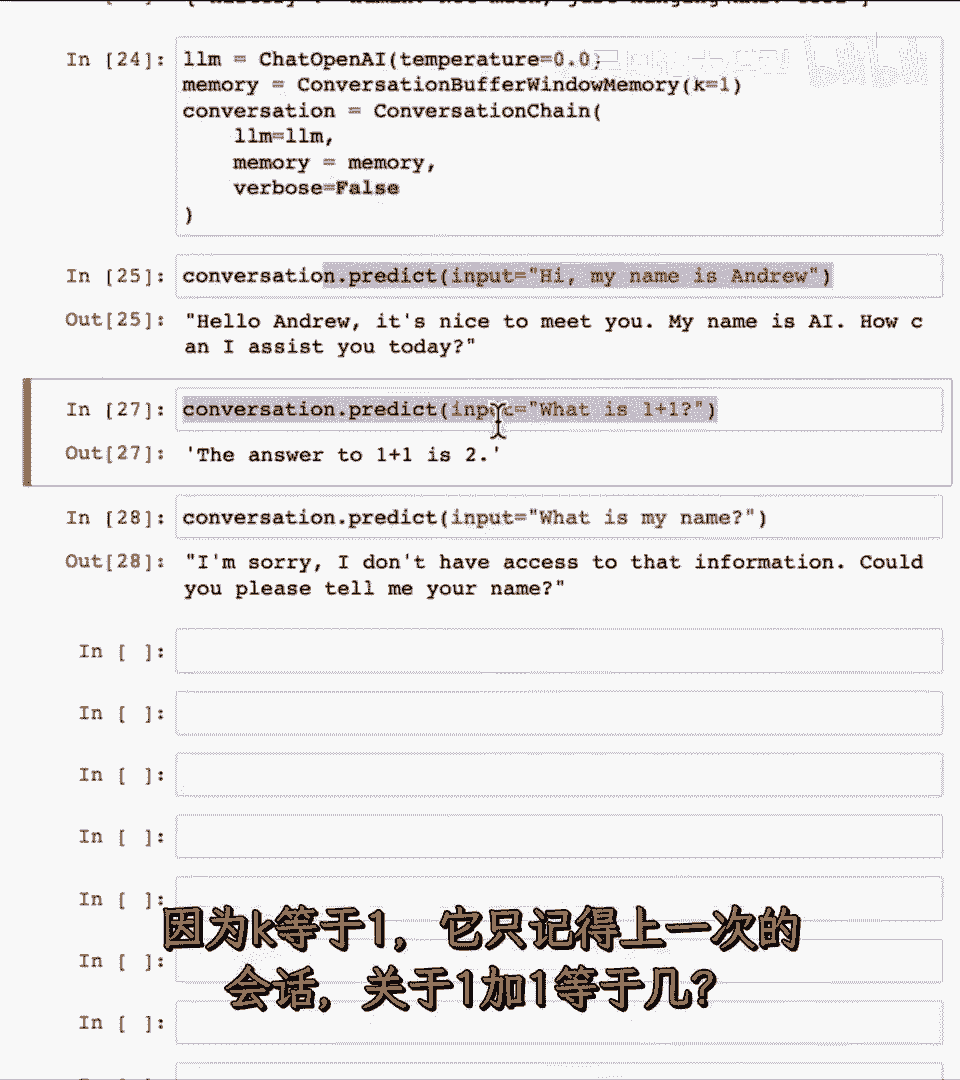 In [24]: llm = ChatOpenAI(temperature=0.0)
memory = ConversationBufferWindowMemory(k=1)
conversation = ConversationChain(
    llm=llm,
    memory = memory,
    verbose=False
)
In [25]: conversation.predict(input="Hi, my name is Andrew")
Out[25]: "Hello Andrew, it's nice to meet you. My name is AI. How c
an I assist you today?"
In [27]: conversation.predict(input="What is 1+1?")
Out[27]: 'The answer to 1+1 is 2.'
In [28]: conversation.predict(input="What is my name?")
Out[28]: "I'm sorry, I don't have access to that information. Could
you please tell me your name?"
In [ ]:
In [ ]:
In [ ]:
In [ ]:
In [ ]:
In [ ]:
In [ ]:
因为k等于1，它只记得上一次的
会话，关于1加1等于几？